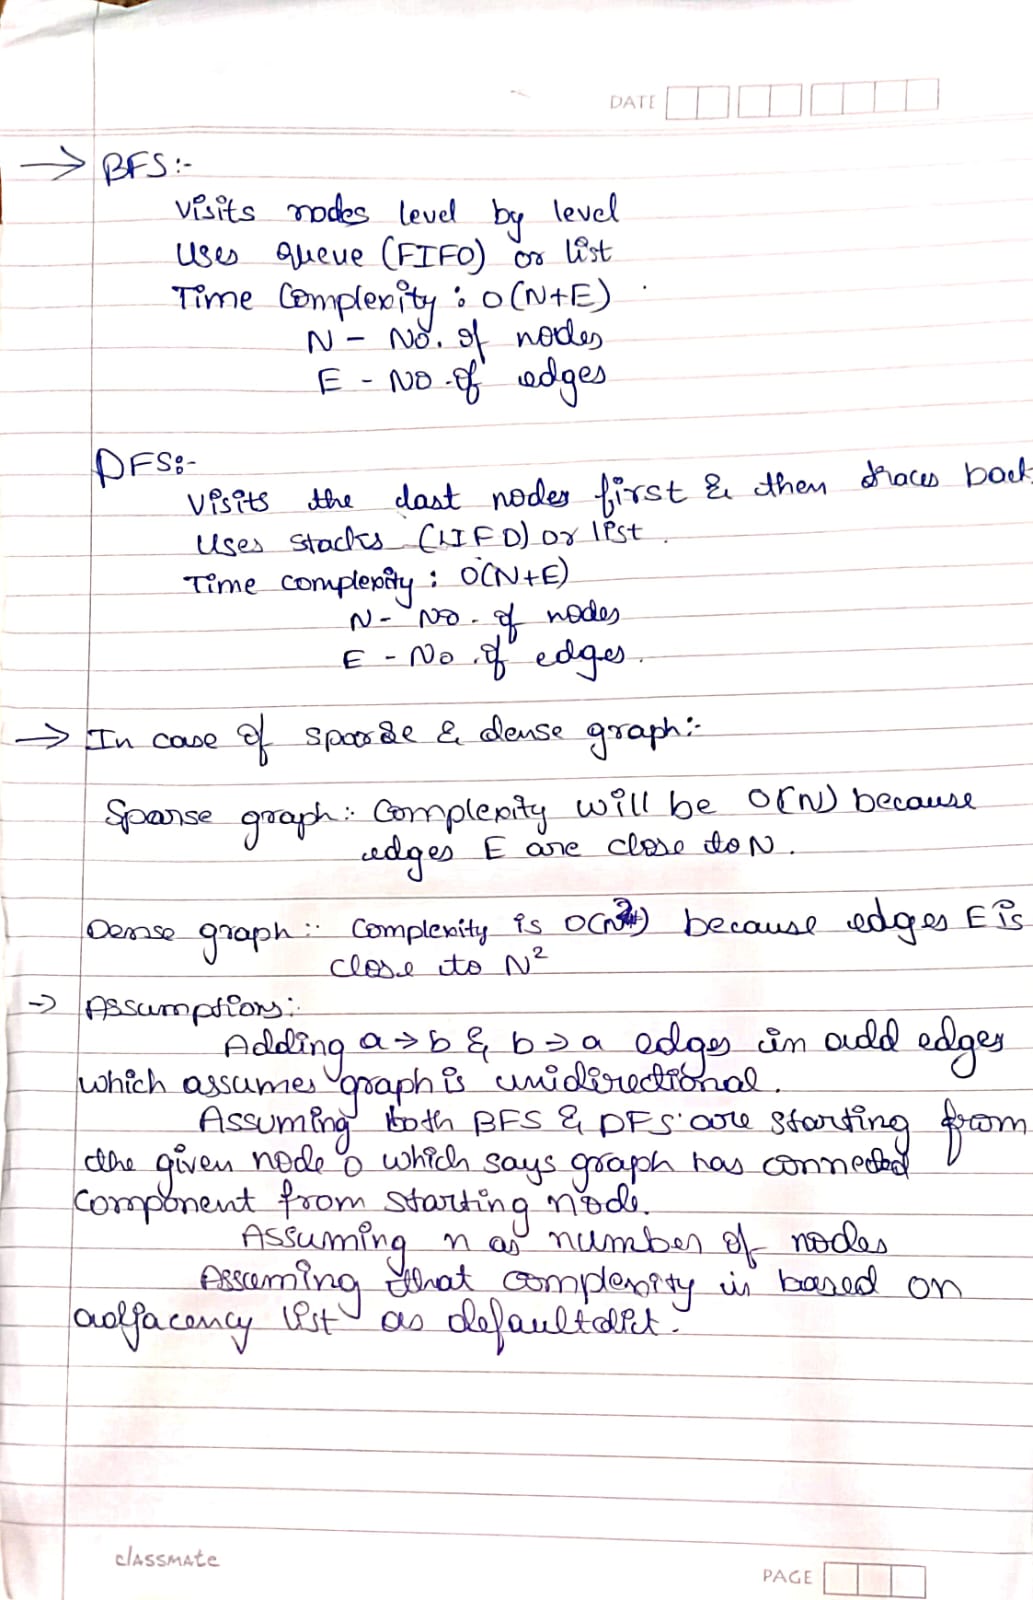 DATE
→ BFS:-
Visits nodes level by level
Uses Queue (FIFO) or list
Time Complexity : O(N+E)
N - No. of nodes
E - No. of edges
DFS:-
Visits the last nodes first & then traces back
Uses stacks (LIFO) or list.
Time complexity : O(N+E)
N - No. of nodes
E - No. of edges.
→ In case of sparse & dense graph:-
Sparse graph:- Complexity will be O(N) because
edges E are close to N.
Dense graph:- Complexity is O(N²) because edges E is
close to N²
→ Assumptions:-
Adding a→b & b→a edges in add edges
which assumes graph is unidirectional.
Assuming both BFS & DFS are starting from
the given node 0 which says graph has connected
component from starting node.
Assuming n as number of nodes
Assuming that complexity is based on
adjacency list as defaultdict.
classmate
PAGE